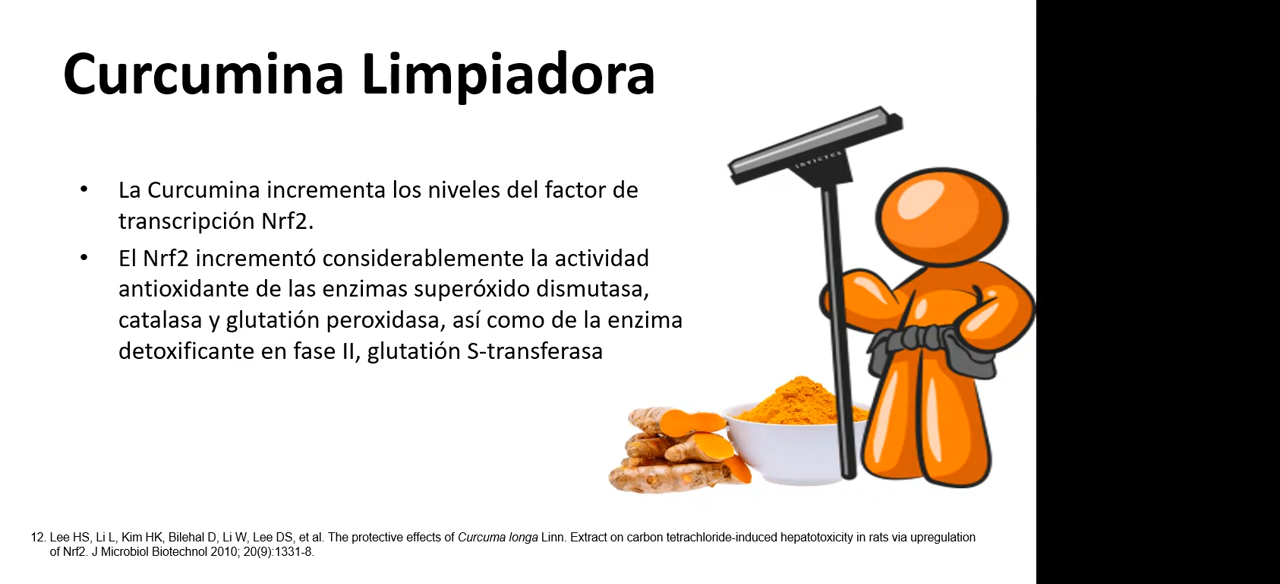 Curcumina Limpiadora
• La Curcumina incrementa los niveles del factor de
transcripción Nrf2.
• El Nrf2 incrementó considerablemente la actividad
antioxidante de las enzimas superóxido dismutasa,
catalasa y glutatión peroxidasa, así como de la enzima
detoxificante en fase II, glutatión S-transferasa
12. Lee HS, Li L, Kim HK, Bilehal D, Li W, Lee DS, et al. The protective effects of Curcuma longa Linn. Extract on carbon tetrachloride-induced hepatotoxicity in rats via upregulation
of Nrf2. J Microbiol Biotechnol 2010; 20(9):1331-8.